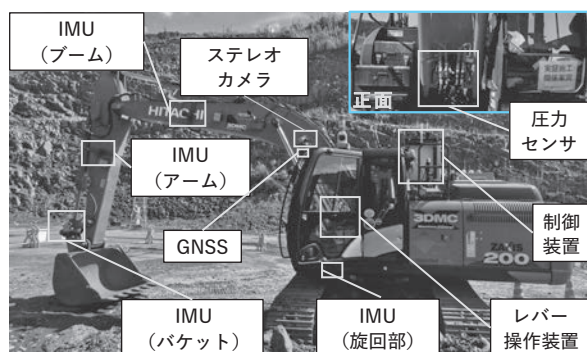 IMU
（ブーム）
ステレオ
カメラ
正面
圧力
センサ
HITACHI
IMU
（アーム）
GNSS
3DMC
ZAXIS
200
制御
装置
IMU
（バケット）
IMU
（旋回部）
レバー
操作装置